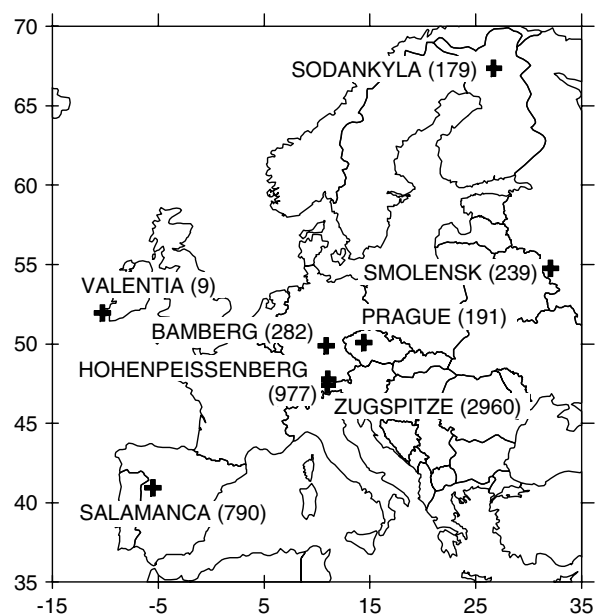 70
SODANKYLA (179)
65
60
55
SMOLENSK (239)
VALENTIA (9)
PRAGUE (191)
BAMBERG (282)
50
HOHENPEISSENBERG
(977)
ZUGSPITZE (2960)
45
40
SALAMANCA (790)
35
-15 -5 5 15 25 35